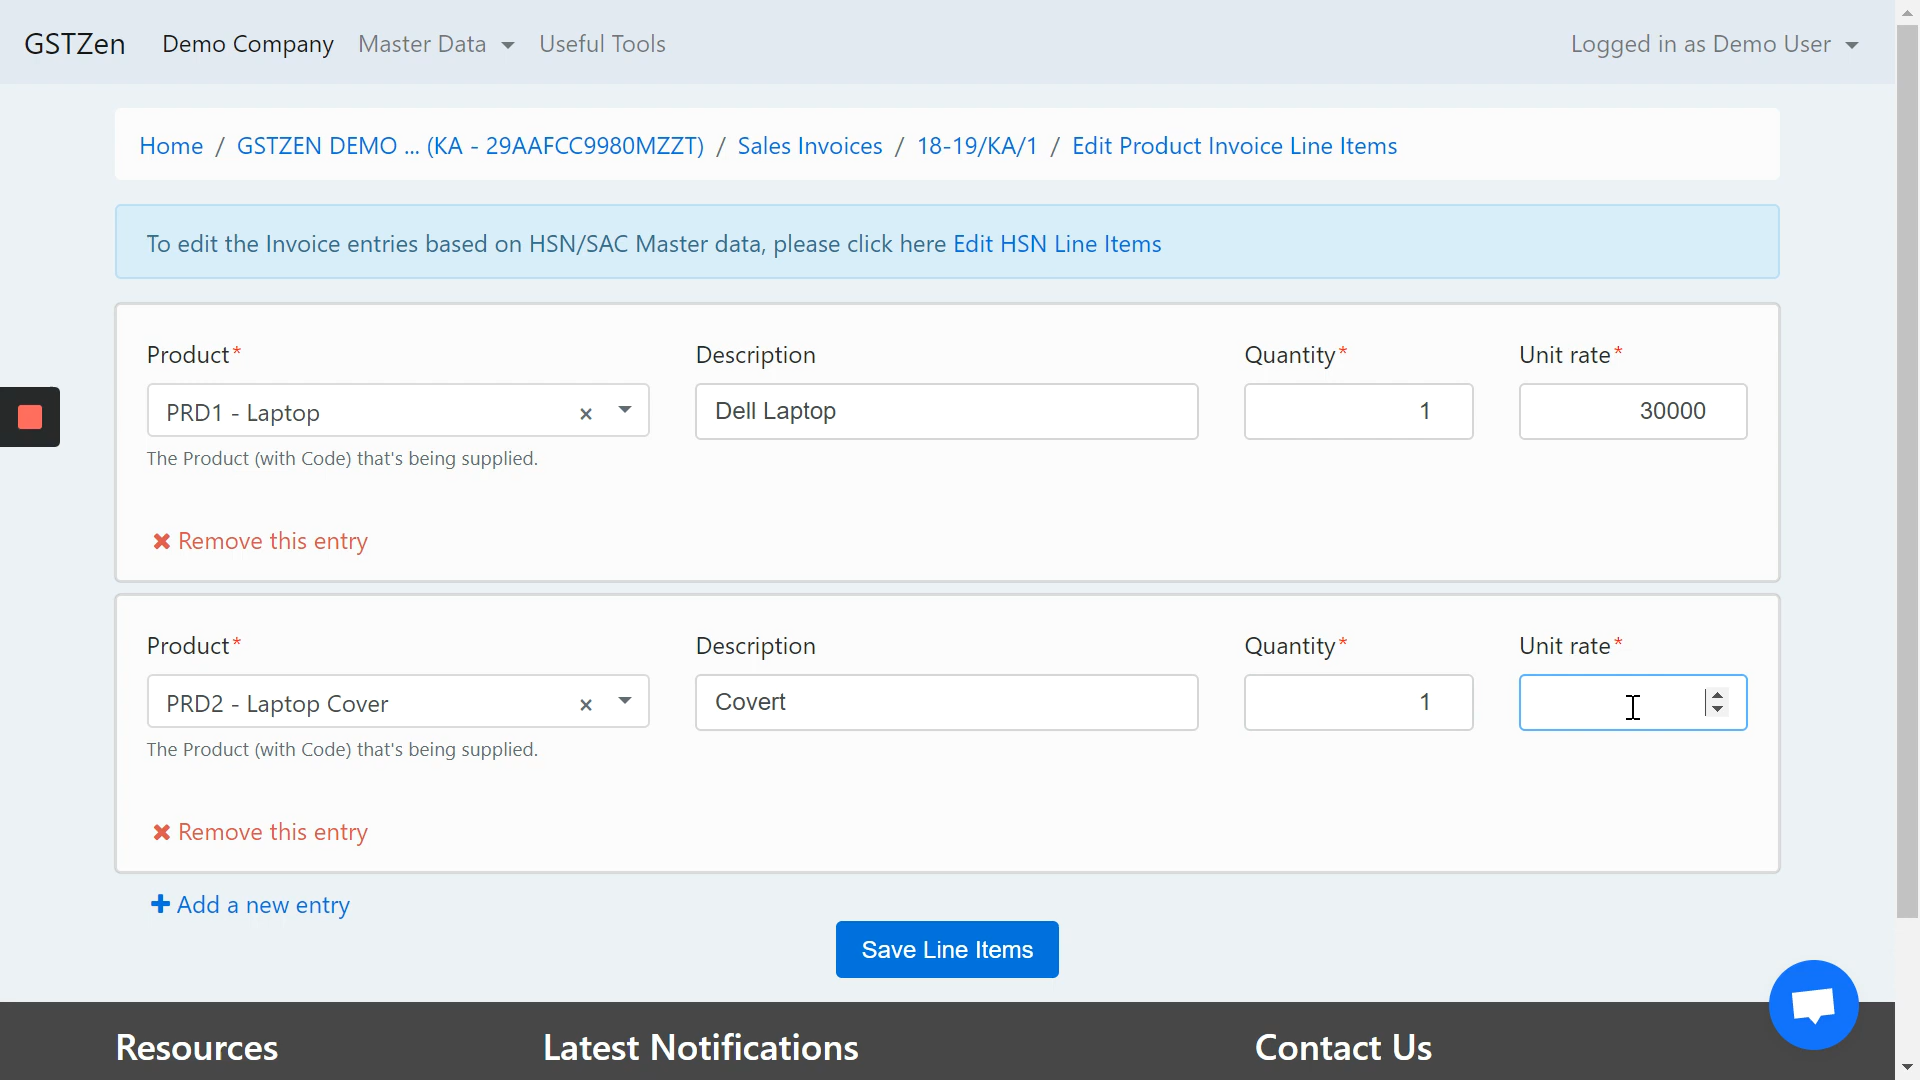 GSTZen Demo Company Master Data Useful Tools Logged in as Demo User
Home / GSTZEN DEMO ... (KA - 29AAFCC9980MZZT) / Sales Invoices / 18-19/KA/1 / Edit Product Invoice Line Items
To edit the Invoice entries based on HSN/SAC Master data, please click here Edit HSN Line Items
Product* Description Quantity* Unit rate*
PRD1 - Laptop × Dell Laptop 1 30000
The Product (with Code) that's being supplied.
✖ Remove this entry
Product* Description Quantity* Unit rate*
PRD2 - Laptop Cover × Covert 1
The Product (with Code) that's being supplied.
✖ Remove this entry
+ Add a new entry
Save Line Items
Resources Latest Notifications Contact Us